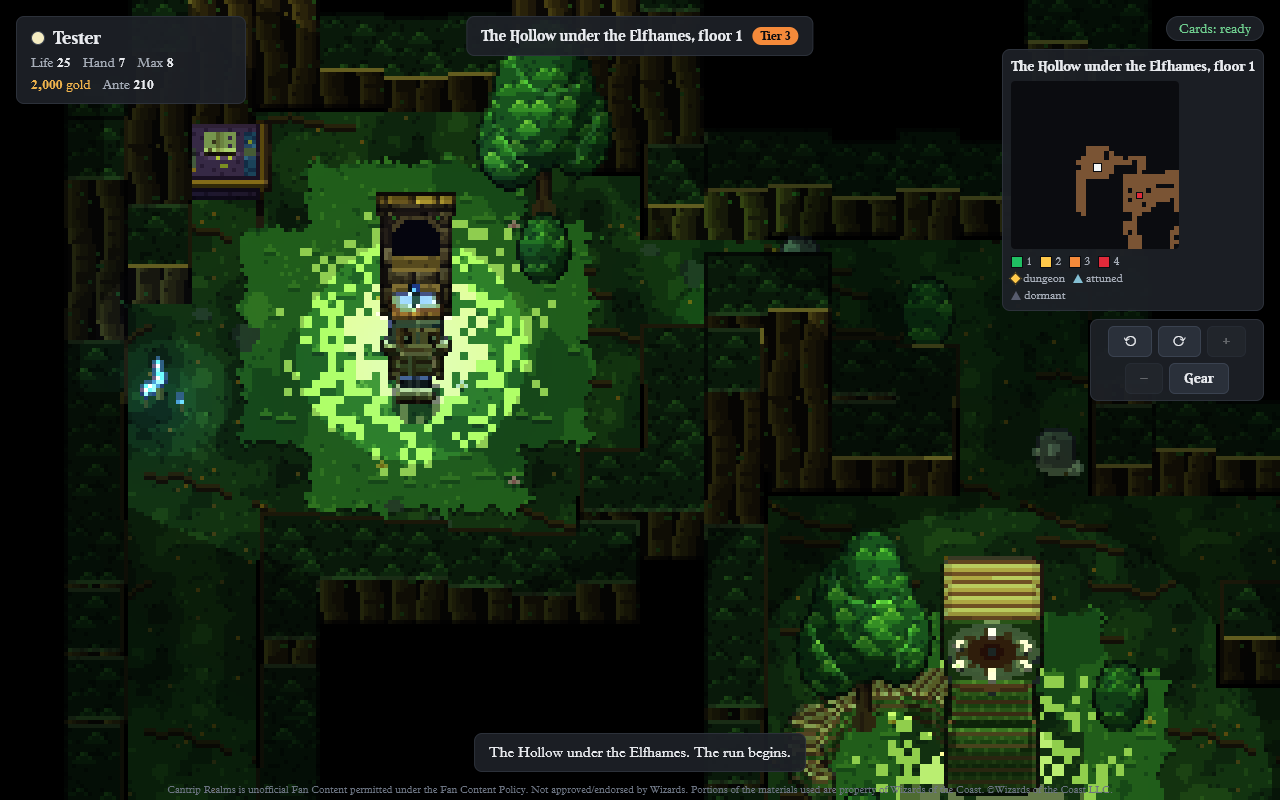 Tester
Life 25 Hand 7 Max 8
2,000 gold Ante 210
The Hollow under the Elfhames, floor 1 Tier 3
Cards: ready
The Hollow under the Elfhames, floor 1
1 2 3 4
dungeon attuned
dormant
+
−
Gear
The Hollow under the Elfhames. The run begins.
Cantrip Realms is unofficial Fan Content permitted under the Fan Content Policy. Not approved/endorsed by Wizards. Portions of the materials used are property of Wizards of the Coast. ©Wizards of the Coast LLC.